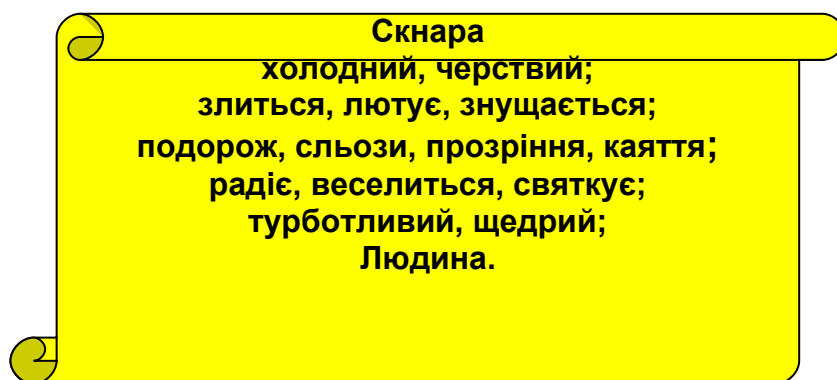 Скнара
холодний, черствий;
злиться, лютує, знущається;
подорож, сльози, прозріння, каяття;
радіє, веселиться, святкує;
турботливий, щедрий;
Людина.